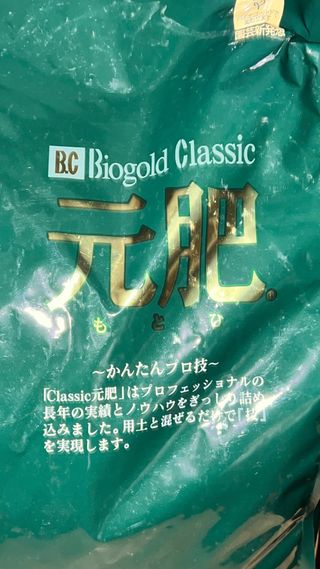 B.C Biogold Classic
元肥®
もとひ
〜かんたんプロ技〜
「Classic元肥」はプロフェッショナルの
長年の実績とノウハウをぎっしり詰め
込みました。用土と混ぜるだけで『技』
を実現します。